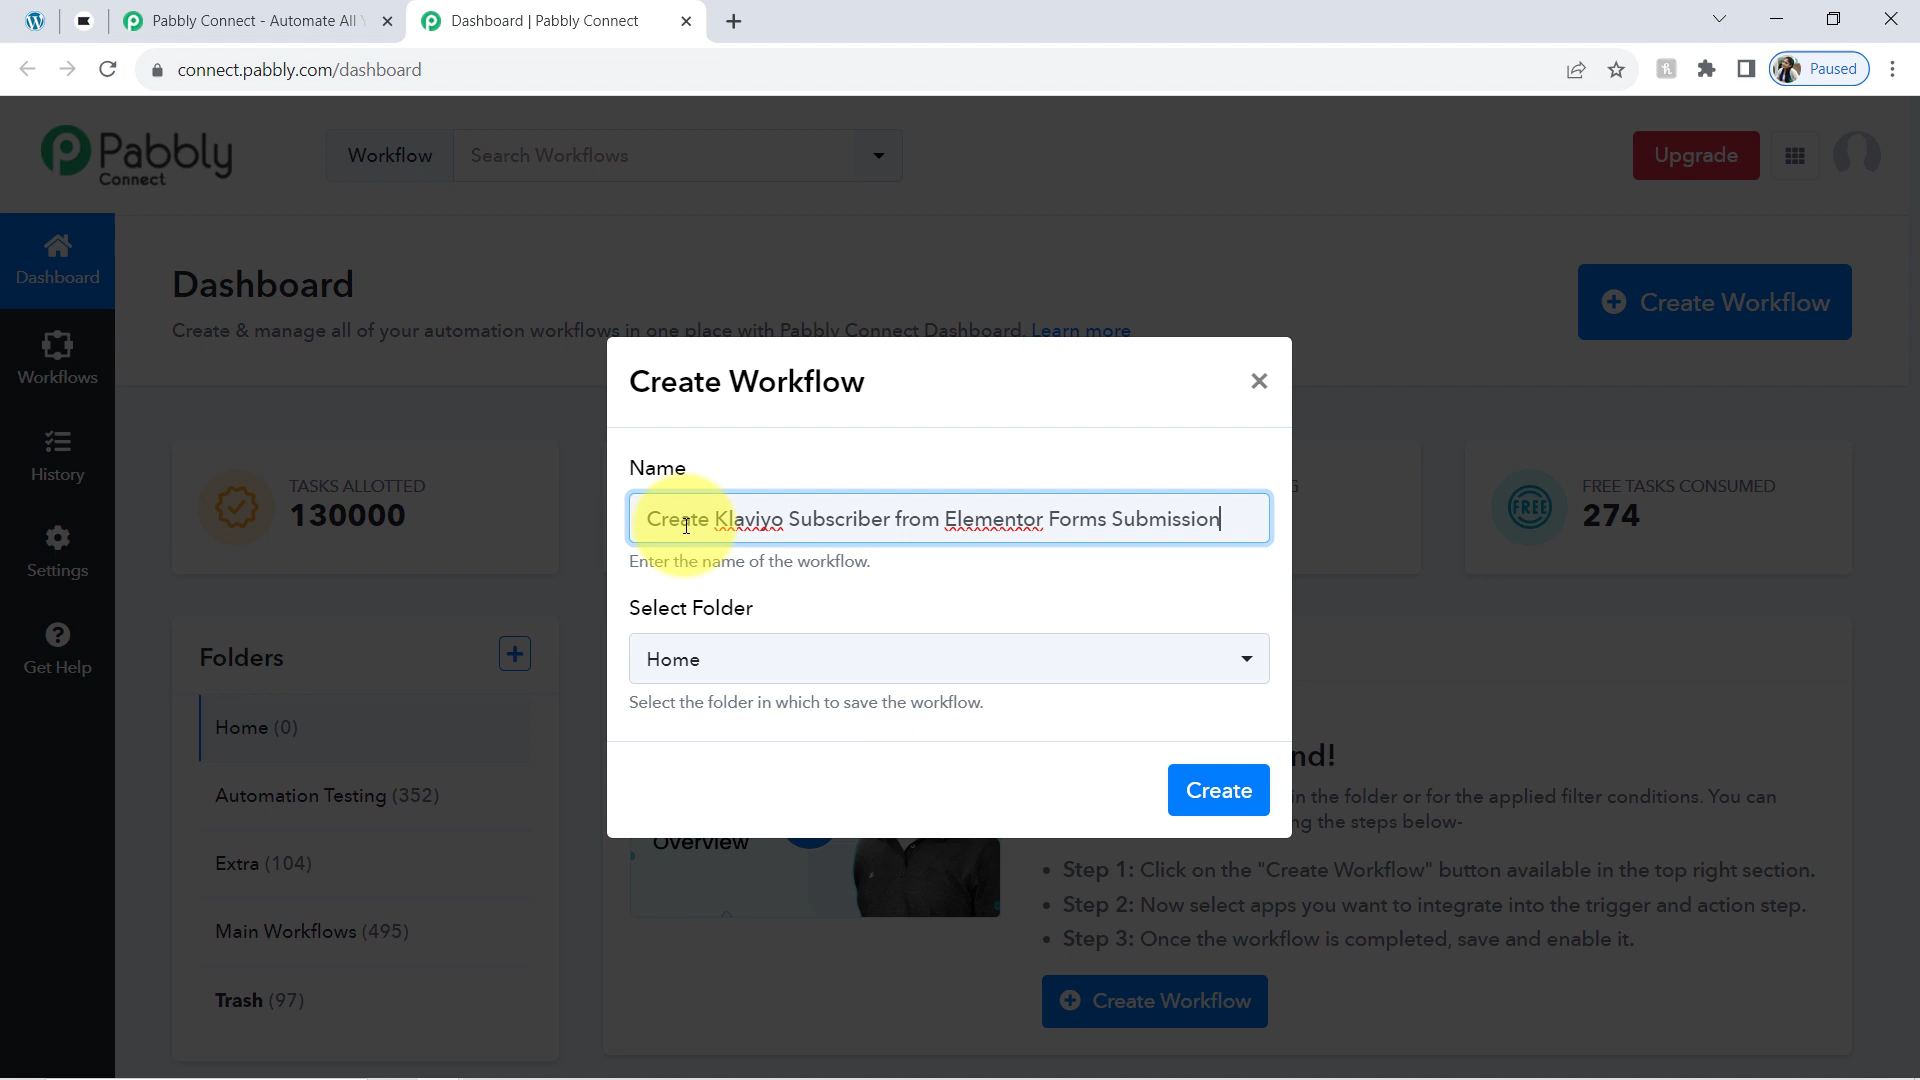 Pabbly Connect - Automate All Y
Dashboard | Pabbly Connect
connect.pabbly.com/dashboard
Paused
Pabbly
Connect
Workflow
Search Workflows
Upgrade
Dashboard
Workflows
History
Settings
Get Help
Dashboard
Create & manage all of your automation workflows in one place with Pabbly Connect Dashboard. Learn more
Create Workflow
TASKS ALLOTTED
130000
FREE TASKS CONSUMED
FREE
274
Create Workflow
Name
Create Klaviyo Subscriber from Elementor Forms Submission
Enter the name of the workflow.
Select Folder
Home
Select the folder in which to save the workflow.
Create
Folders
Home (0)
Automation Testing (352)
Extra (104)
Main Workflows (495)
Trash (97)
Overview
nd!
in the folder or for the applied filter conditions. You can
ng the steps below-
Step 1: Click on the "Create Workflow" button available in the top right section.
Step 2: Now select apps you want to integrate into the trigger and action step.
Step 3: Once the workflow is completed, save and enable it.
Create Workflow